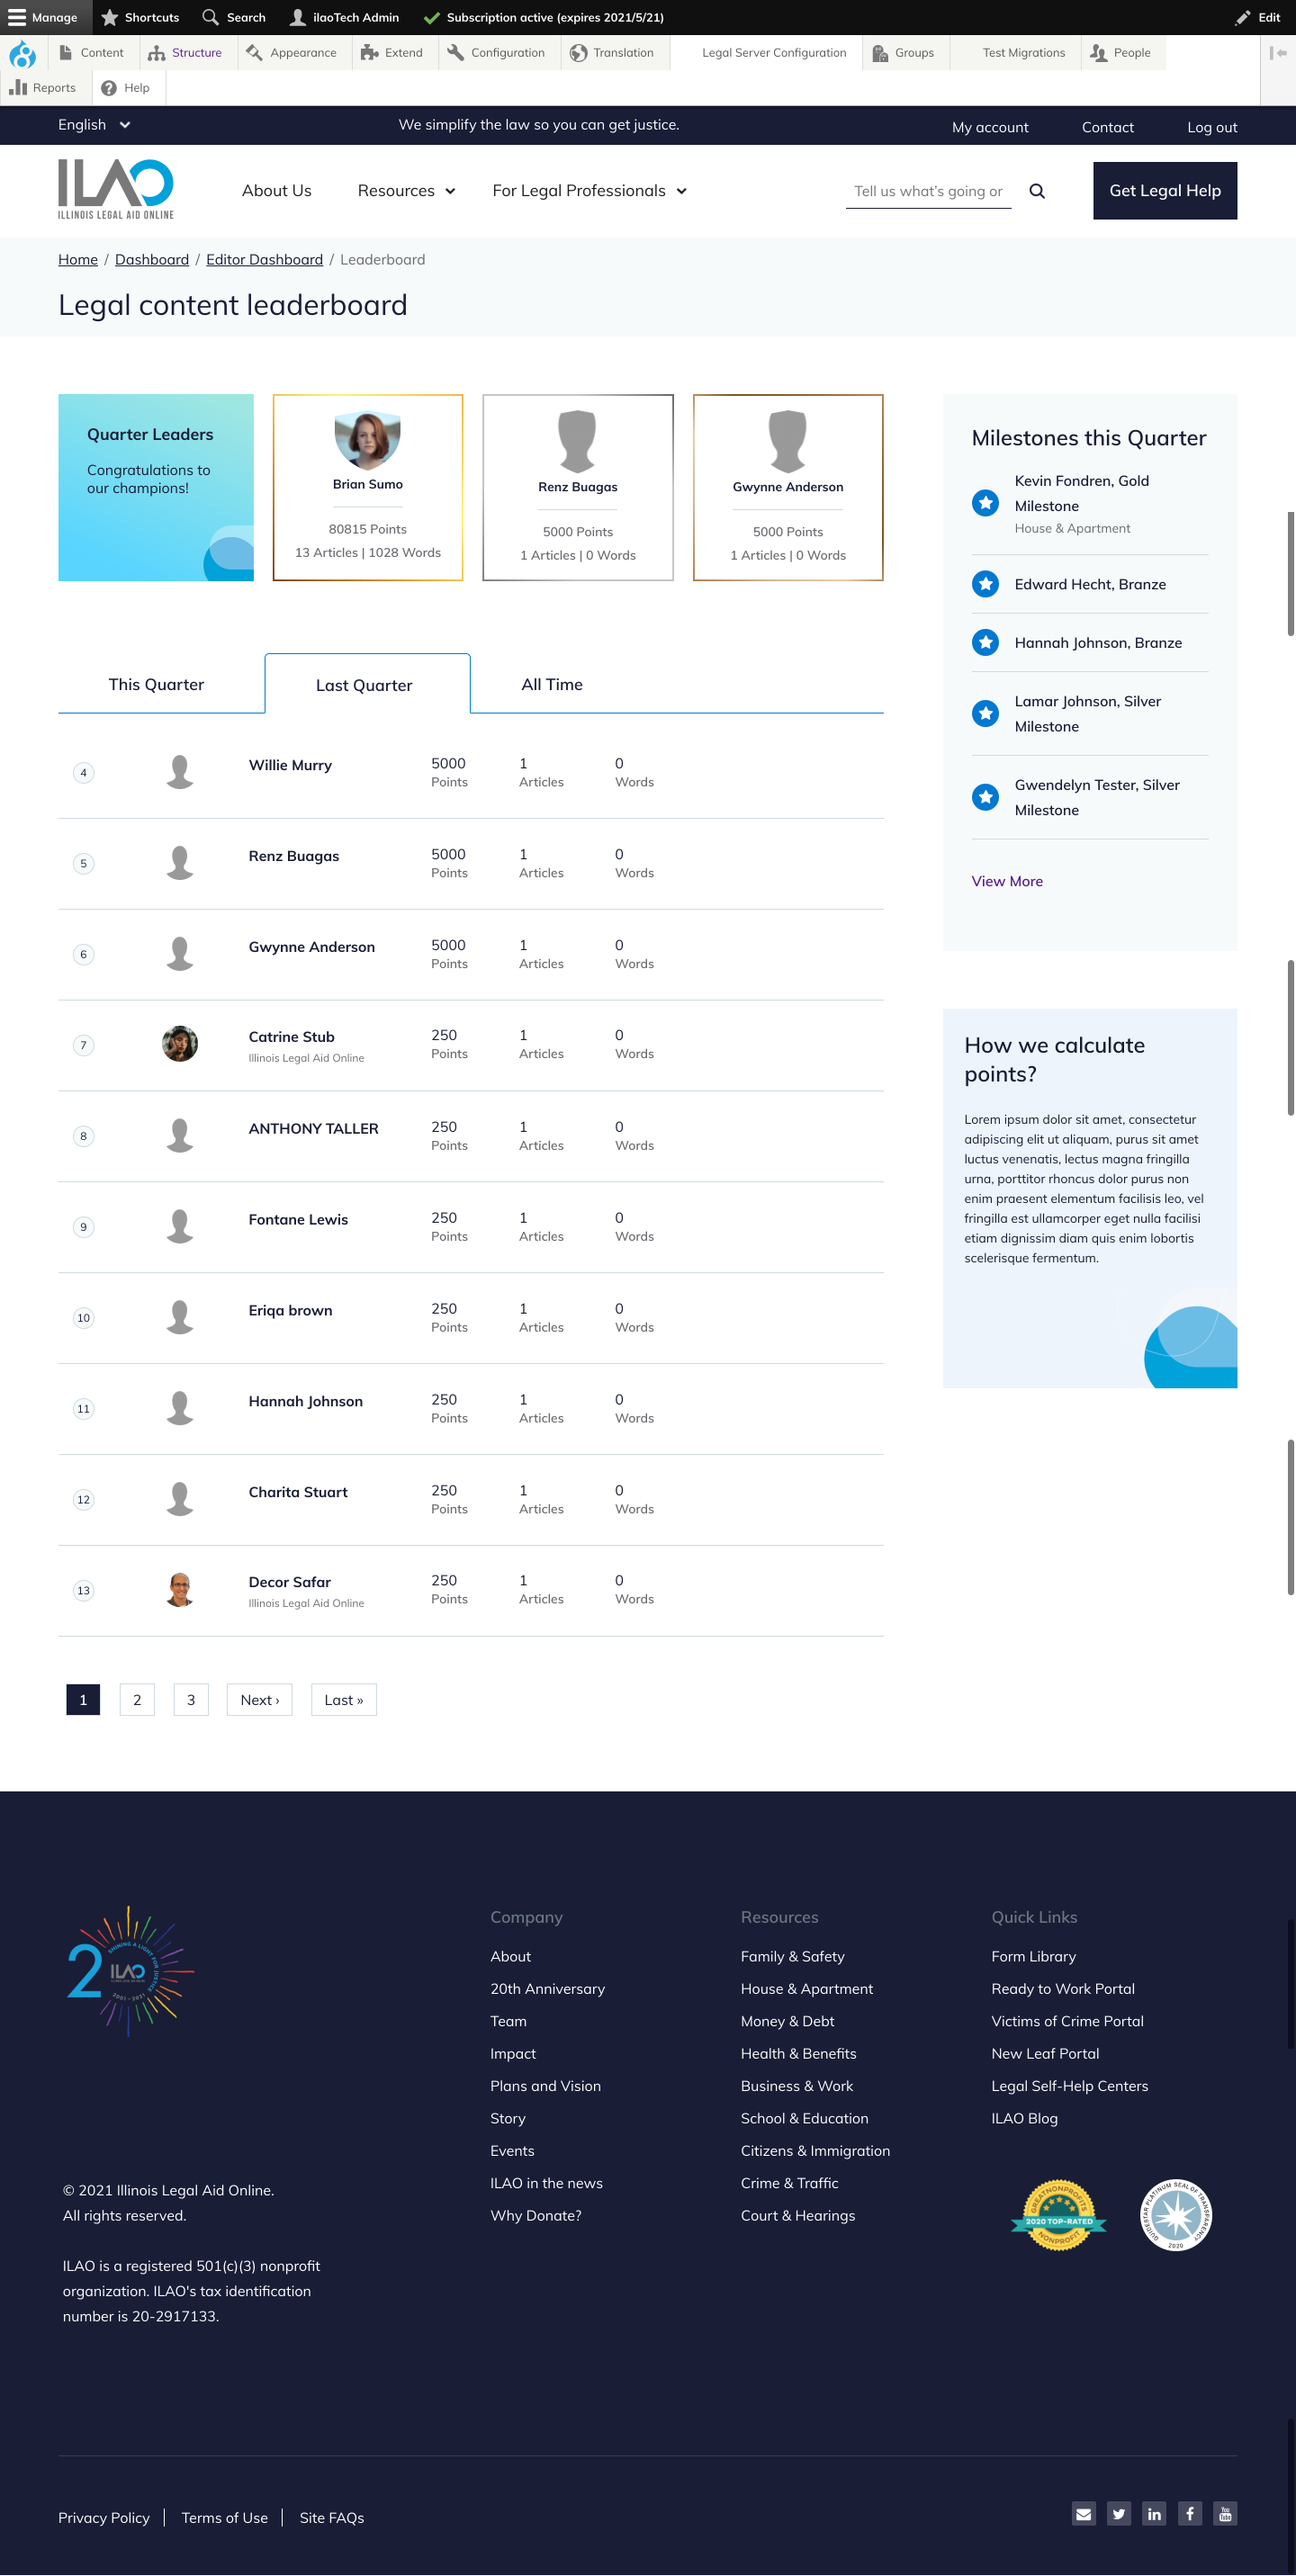 Manage
Shortcuts
Search
ilaoTech Admin
Subscription active (expires 2021/5/21)
Edit
Content
Structure
Appearance
Extend
Configuration
Translation
Legal Server Configuration
Groups
Test Migrations
People
Reports
Help
English
We simplify the law so you can get justice.
My account
Contact
Log out
ILAO
ILLINOIS LEGAL AID ONLINE
About Us
Resources
For Legal Professionals
Tell us what's going or
Get Legal Help
Home / Dashboard / Editor Dashboard / Leaderboard
Legal content leaderboard
Quarter Leaders
Congratulations to
our champions!
Brian Sumo
80815 Points
13 Articles | 1028 Words
Renz Buagas
5000 Points
1 Articles | 0 Words
Gwynne Anderson
5000 Points
1 Articles | 0 Words
Milestones this Quarter
Kevin Fondren, Gold
Milestone
House & Apartment
Edward Hecht, Branze
Hannah Johnson, Branze
Lamar Johnson, Silver
Milestone
Gwendelyn Tester, Silver
Milestone
View More
This Quarter
Last Quarter
All Time
4 Willie Murry 5000 1 0
Points Articles Words
5 Renz Buagas 5000 1 0
Points Articles Words
6 Gwynne Anderson 5000 1 0
Points Articles Words
7 Catrine Stub 250 1 0
Illinois Legal Aid Online Points Articles Words
8 ANTHONY TALLER 250 1 0
Points Articles Words
9 Fontane Lewis 250 1 0
Points Articles Words
10 Eriqa brown 250 1 0
Points Articles Words
11 Hannah Johnson 250 1 0
Points Articles Words
12 Charita Stuart 250 1 0
Points Articles Words
13 Decor Safar 250 1 0
Illinois Legal Aid Online Points Articles Words
How we calculate
points?
Lorem ipsum dolor sit amet, consectetur
adipiscing elit ut aliquam, purus sit amet
luctus venenatis, lectus magna fringilla
urna, porttitor rhoncus dolor purus non
enim praesent elementum facilisis leo, vel
fringilla est ullamcorper eget nulla facilisi
etiam dignissim diam quis enim lobortis
scelerisque fermentum.
1 2 3 Next › Last »
20
SHINING A LIGHT FOR JUSTICE
ILAO
2001 - 2021
© 2021 Illinois Legal Aid Online.
All rights reserved.
ILAO is a registered 501(c)(3) nonprofit
organization. ILAO's tax identification
number is 20-2917133.
Company
About
20th Anniversary
Team
Impact
Plans and Vision
Story
Events
ILAO in the news
Why Donate?
Resources
Family & Safety
House & Apartment
Money & Debt
Health & Benefits
Business & Work
School & Education
Citizens & Immigration
Crime & Traffic
Court & Hearings
Quick Links
Form Library
Ready to Work Portal
Victims of Crime Portal
New Leaf Portal
Legal Self-Help Centers
ILAO Blog
GREATNONPROFITS
2020 TOP-RATED
NONPROFIT
GUIDESTAR PLATINUM SEAL OF TRANSPARENCY
2020
Privacy Policy
Terms of Use
Site FAQs
You
Tube